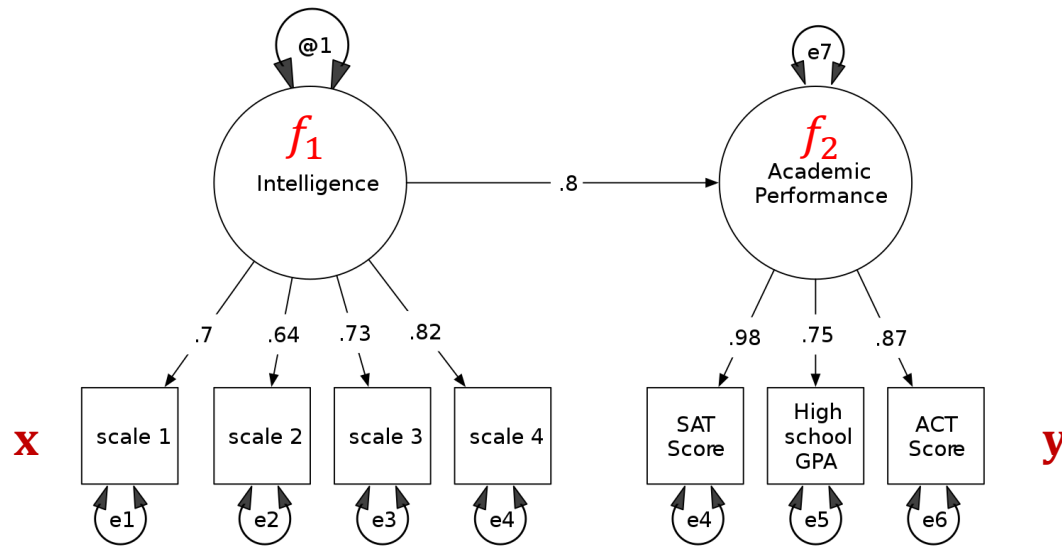 @1
e7
f1
f2
Intelligence
Academic
Performance
.8
.7
.64
.73
.82
.98
.75
.87
x
scale 1
scale 2
scale 3
scale 4
SAT
Score
High
school
GPA
ACT
Score
y
e1
e2
e3
e4
e4
e5
e6